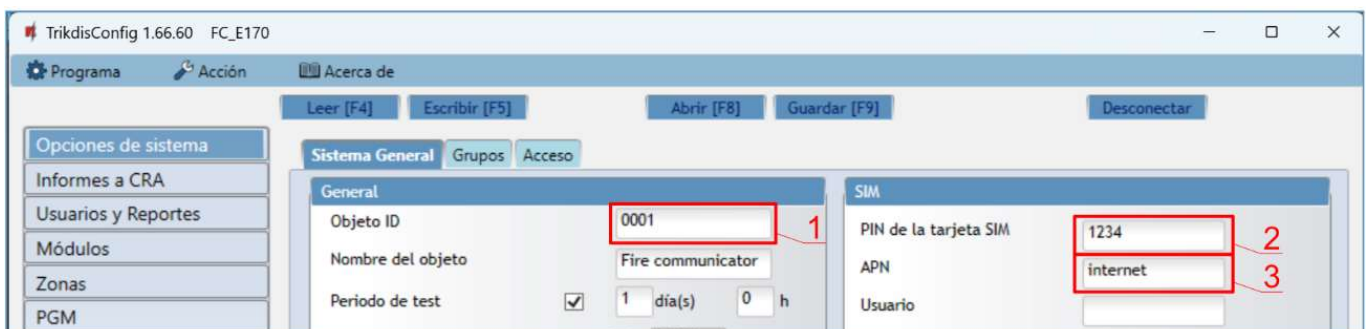 TrikdisConfig 1.66.60 FC_E170
Programa Acción Acerca de
Leer [F4] Escribir [F5] Abrir [F8] Guardar [F9] Desconectar
Opciones de sistema
Informes a CRA
Usuarios y Reportes
Módulos
Zonas
PGM
Sistema General Grupos Acceso
General
Objeto ID 0001 1
Nombre del objeto Fire communicator
Periodo de test 1 día(s) 0 h
SIM
PIN de la tarjeta SIM 1234 2
APN internet 3
Usuario